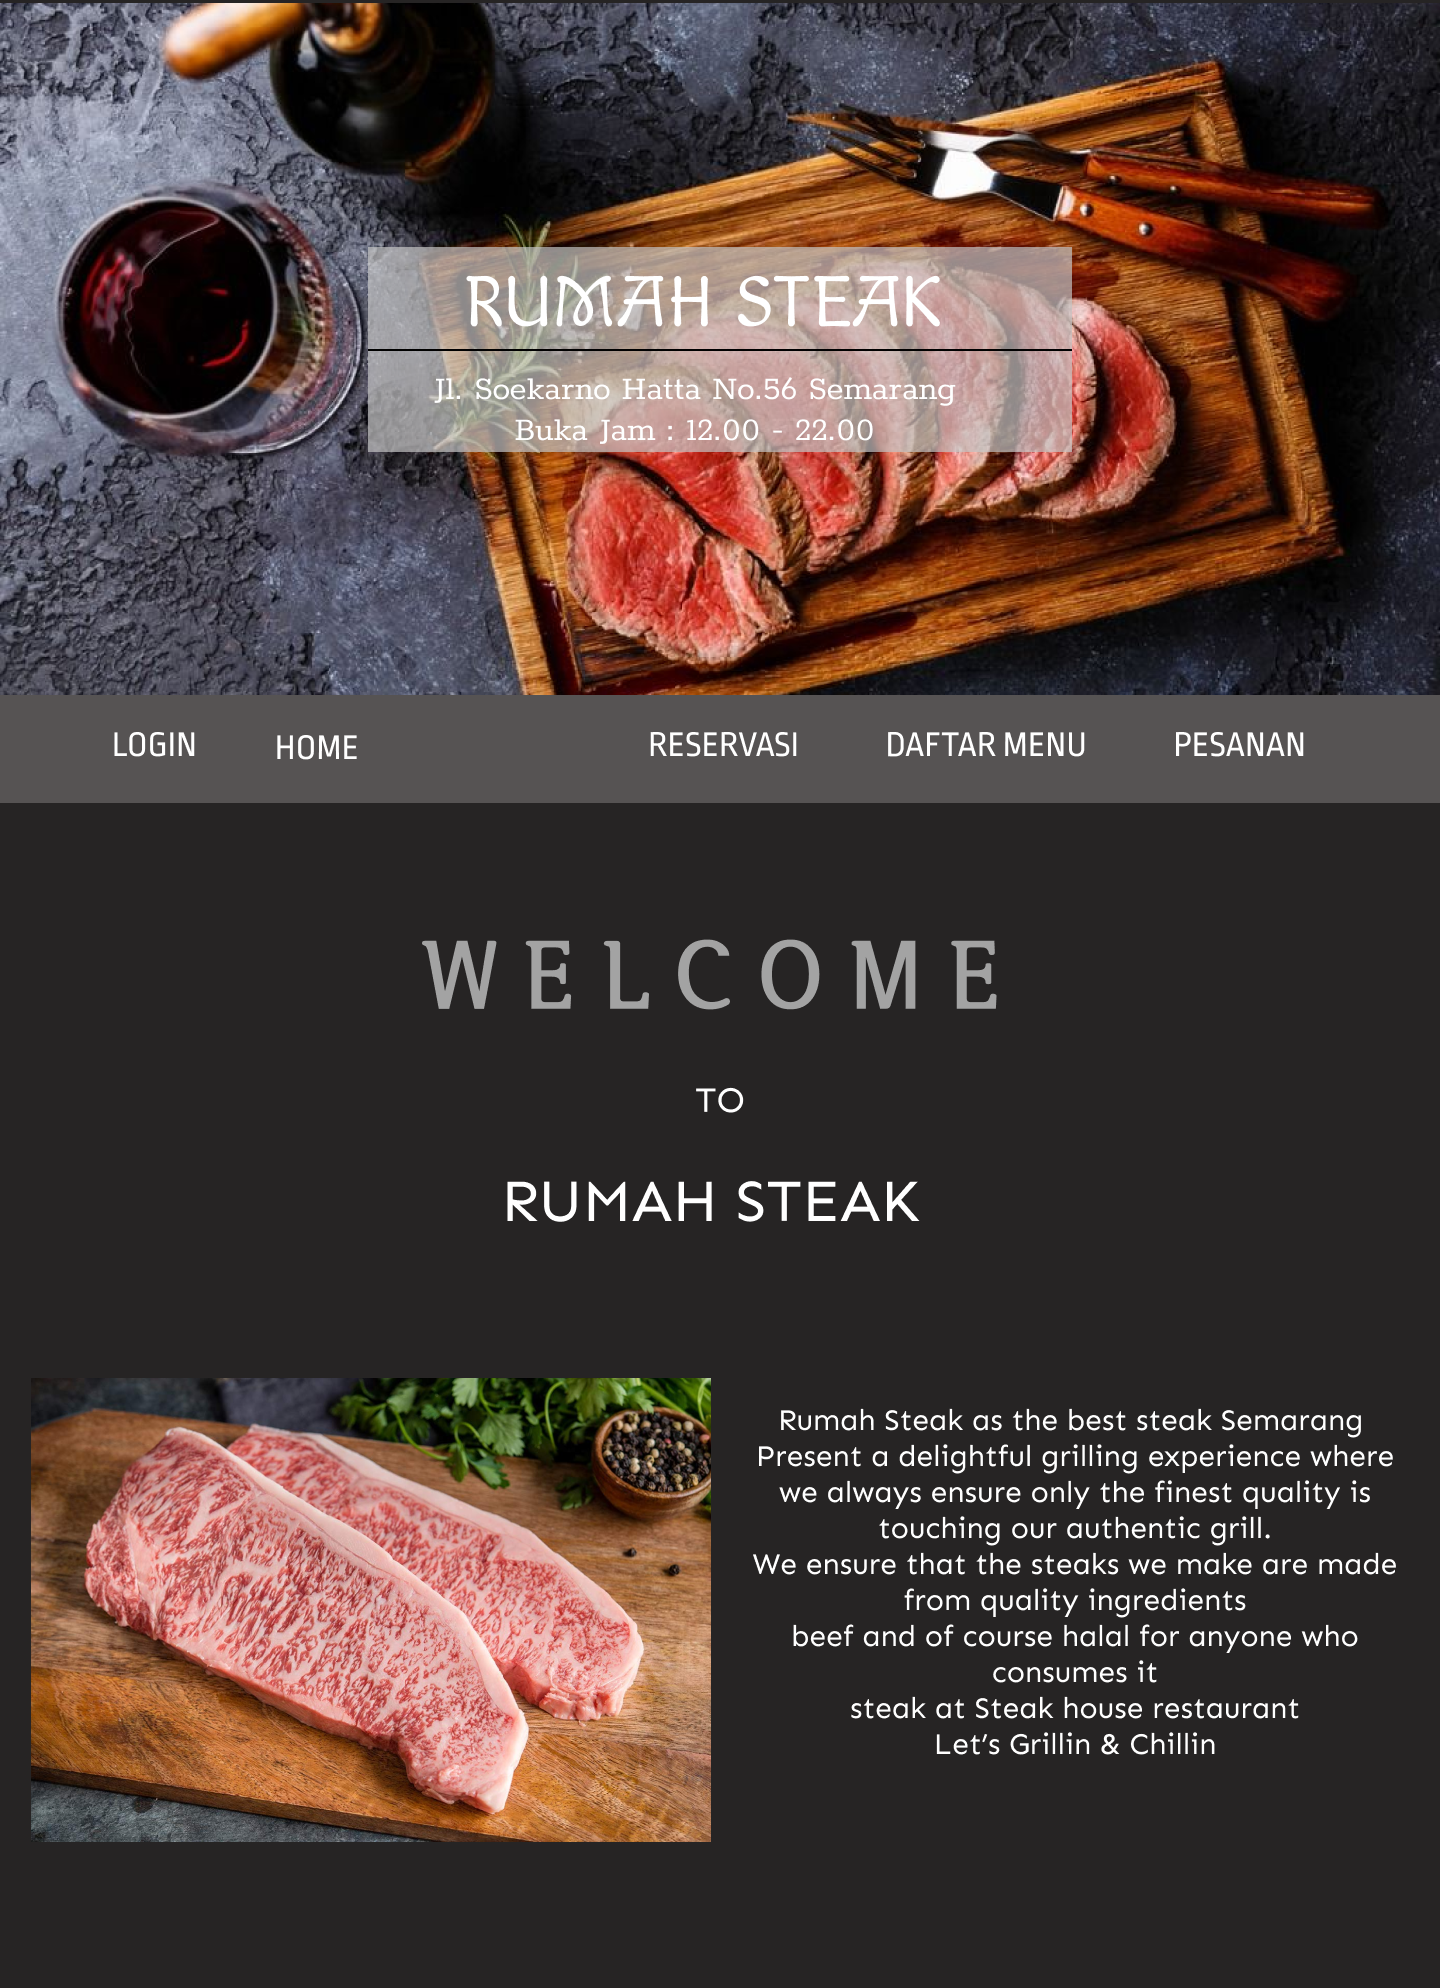 RUMAH STEAK
Jl. Soekarno Hatta No.56 Semarang
Buka Jam : 12.00 - 22.00
LOGIN HOME RESERVASI DAFTAR MENU PESANAN
WELCOME
TO
RUMAH STEAK
Rumah Steak as the best steak Semarang
Present a delightful grilling experience where
we always ensure only the finest quality is
touching our authentic grill.
We ensure that the steaks we make are made
from quality ingredients
beef and of course halal for anyone who
consumes it
steak at Steak house restaurant
Let's Grillin & Chillin